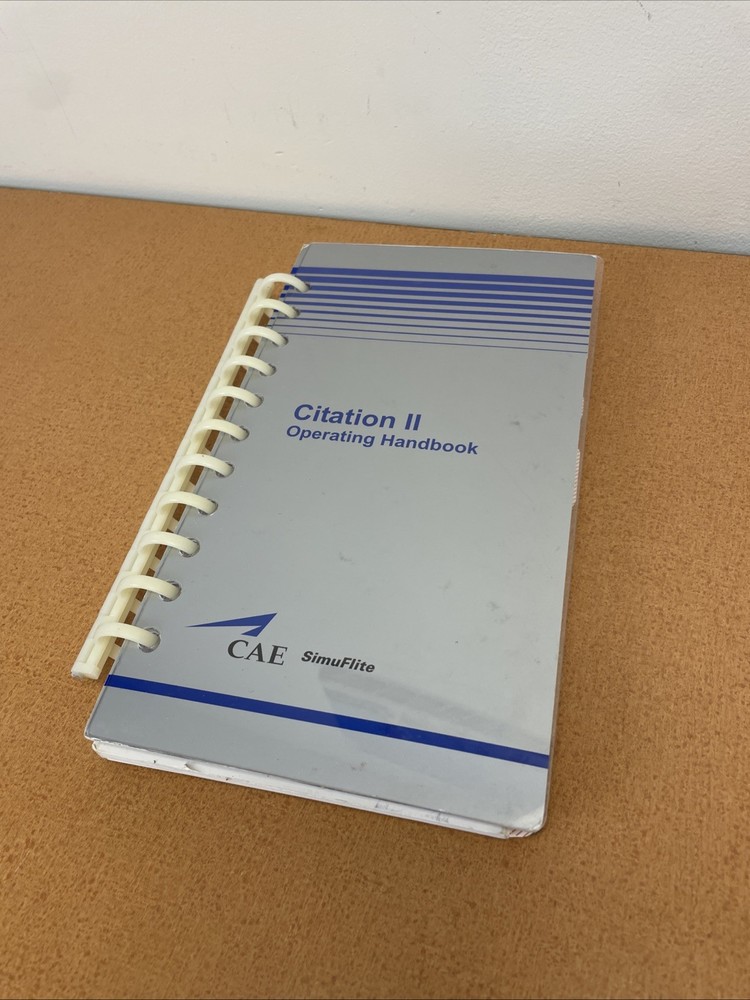 Citation II
Operating Handbook
CAE SimuFlite